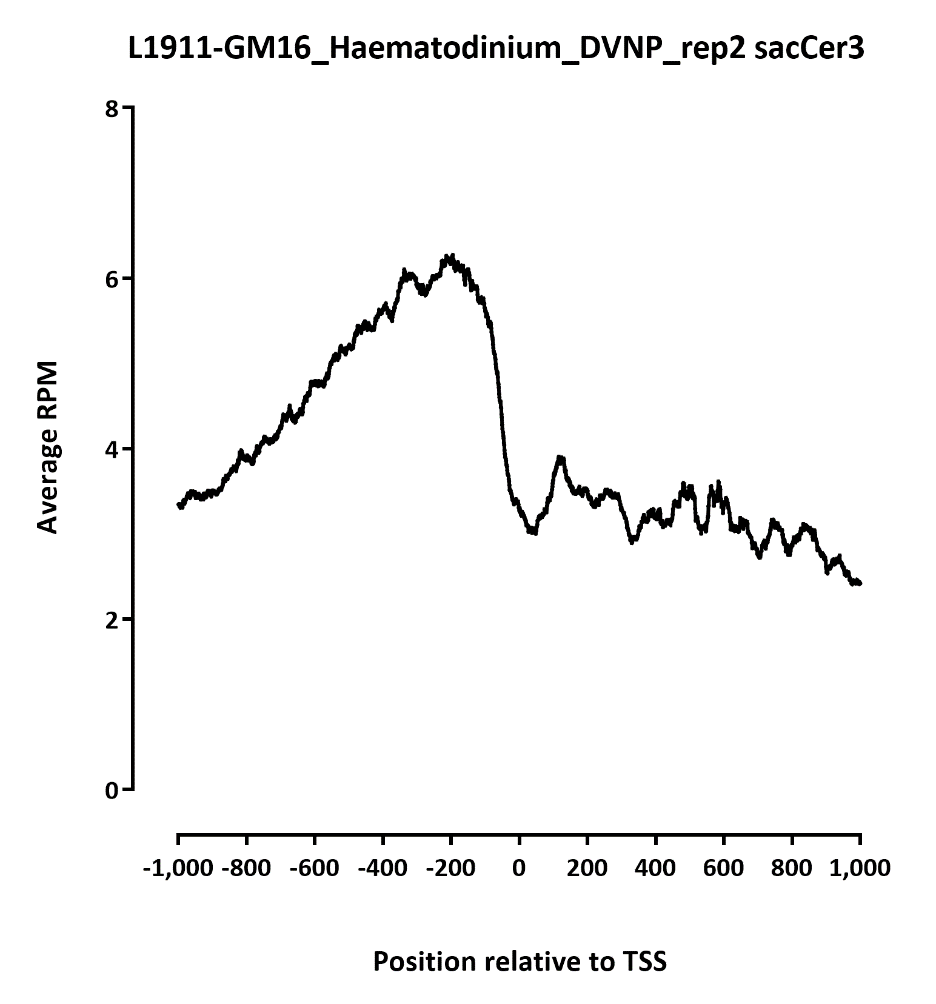 L1911-GM16_Haematodinium_DVNP_rep2 sacCer3
8
6
4
2
0
Average RPM
-1,000 -800 -600 -400 -200 0 200 400 600 800 1,000
Position relative to TSS